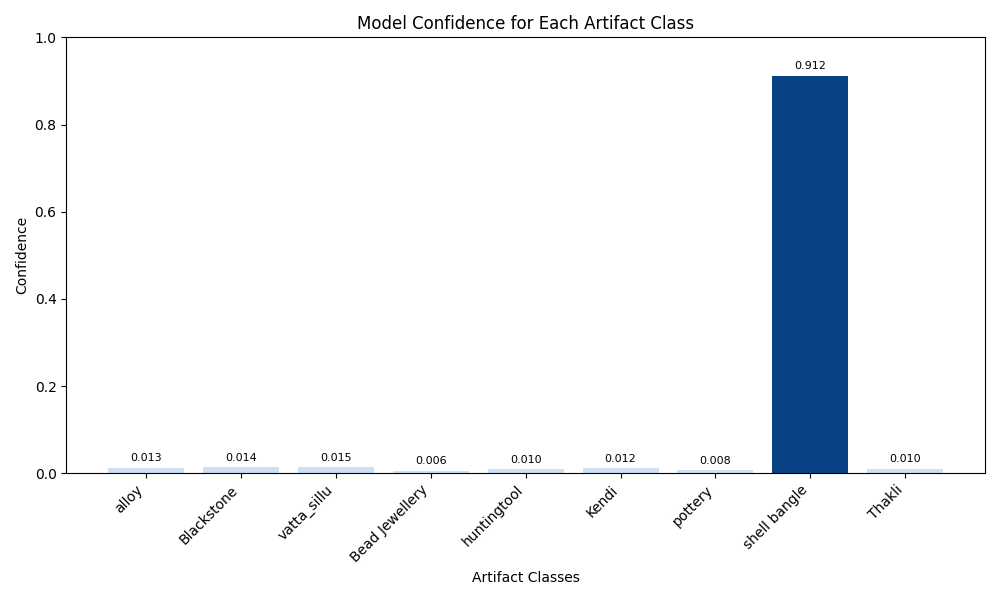 Model Confidence for Each Artifact Class
1.0
0.8
0.6
0.4
0.2
0.0
Confidence
0.013
0.014
0.015
0.006
0.010
0.012
0.008
0.912
0.010
alloy
Blackstone
vatta_sillu
Bead Jewellery
huntingtool
Kendi
pottery
shell bangle
Thakli
Artifact Classes